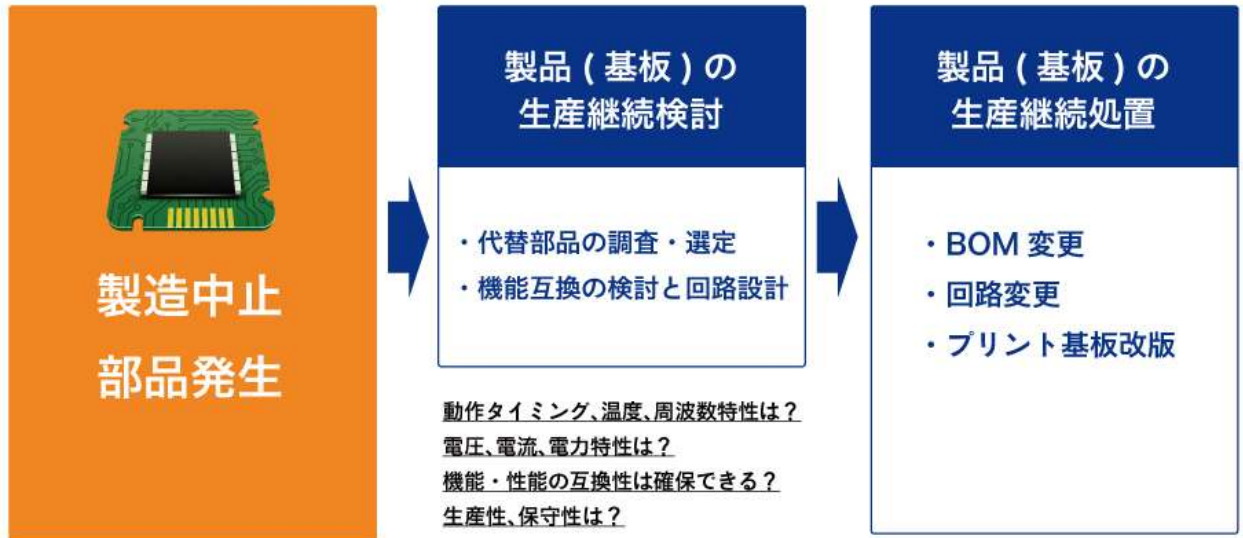 製造中止
部品発生
製品(基板)の
生産継続検討
・代替部品の調査・選定
・機能互換の検討と回路設計
動作タイミング、温度、周波数特性は?
電圧、電流、電力特性は?
機能・性能の互換性は確保できる?
生産性、保守性は?
製品(基板)の
生産継続処置
・BOM 変更
・回路変更
・プリント基板改版